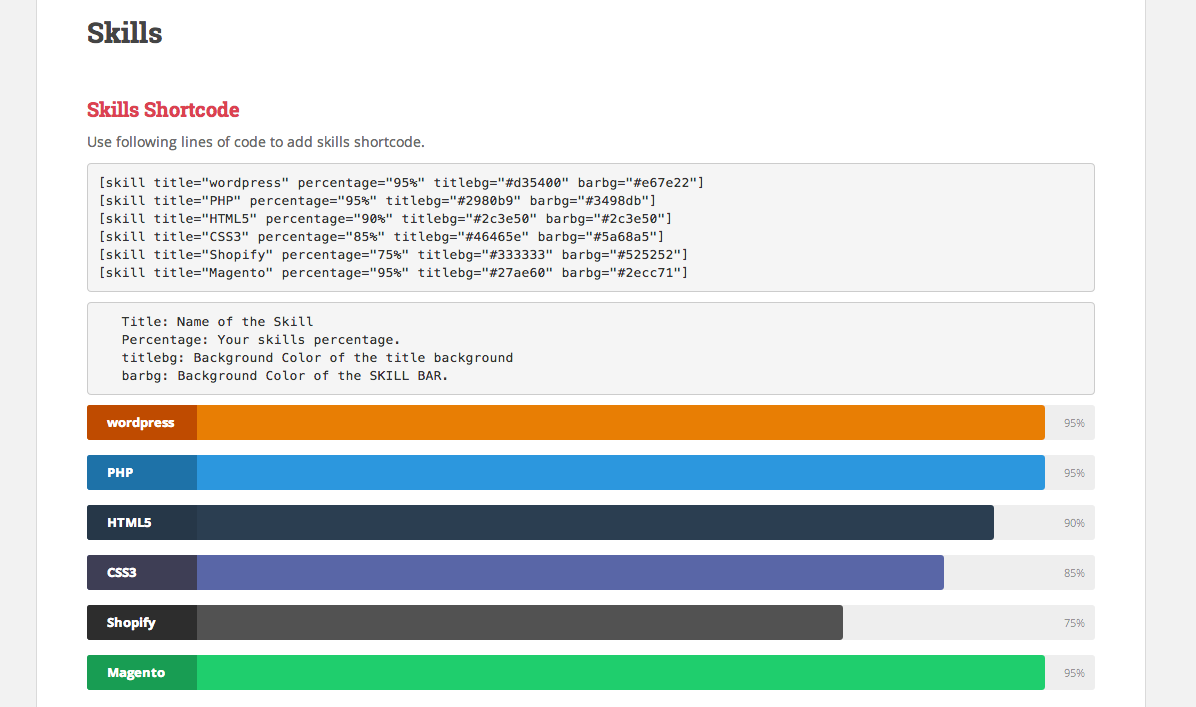 Skills
Skills Shortcode
Use following lines of code to add skills shortcode.
[skill title="wordpress" percentage="95%" titlebg="#d35400" barbg="#e67e22"]
[skill title="PHP" percentage="95%" titlebg="#2980b9" barbg="#3498db"]
[skill title="HTML5" percentage="90%" titlebg="#2c3e50" barbg="#2c3e50"]
[skill title="CSS3" percentage="85%" titlebg="#46465e" barbg="#5a68a5"]
[skill title="Shopify" percentage="75%" titlebg="#333333" barbg="#525252"]
[skill title="Magento" percentage="95%" titlebg="#27ae60" barbg="#2ecc71"]
Title: Name of the Skill
Percentage: Your skills percentage.
titlebg: Background Color of the title background
barbg: Background Color of the SKILL BAR.
wordpress 95%
PHP 95%
HTML5 90%
CSS3 85%
Shopify 75%
Magento 95%